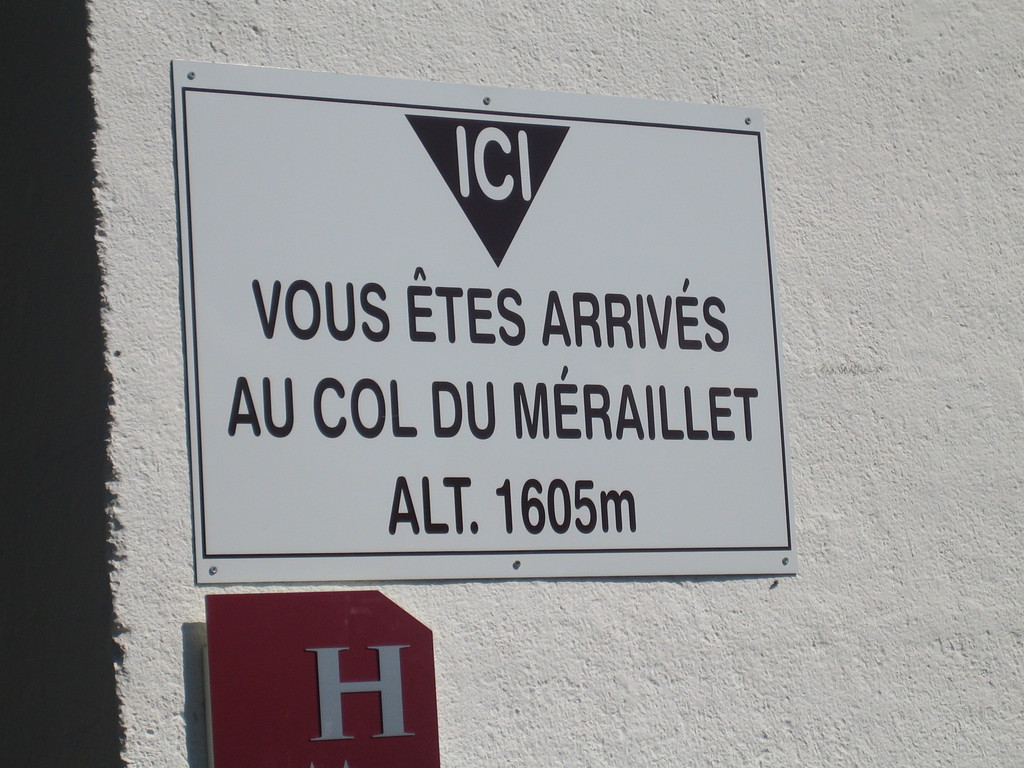 ICI
VOUS ÊTES ARRIVÉS
AU COL DU MÉRAILLET
ALT. 1605m
H